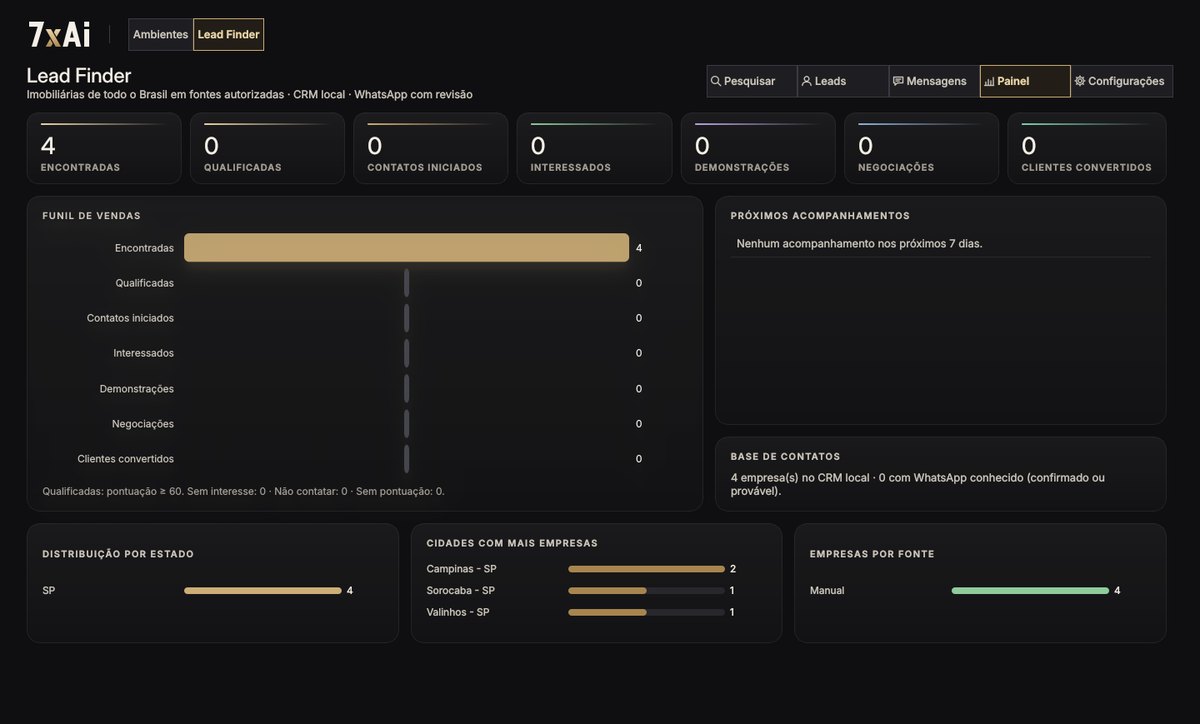 7xAi
Ambientes
Lead Finder
Lead Finder
Imobiliárias de todo o Brasil em fontes autorizadas · CRM local · WhatsApp com revisão
Pesquisar
Leads
Mensagens
Painel
Configurações
4
ENCONTRADAS
0
QUALIFICADAS
0
CONTATOS INICIADOS
0
INTERESSADOS
0
DEMONSTRAÇÕES
0
NEGOCIAÇÕES
0
CLIENTES CONVERTIDOS
FUNIL DE VENDAS
Encontradas 4
Qualificadas 0
Contatos iniciados 0
Interessados 0
Demonstrações 0
Negociações 0
Clientes convertidos 0
Qualificadas: pontuação ≥ 60. Sem interesse: 0 · Não contatar: 0 · Sem pontuação: 0.
PRÓXIMOS ACOMPANHAMENTOS
Nenhum acompanhamento nos próximos 7 dias.
BASE DE CONTATOS
4 empresa(s) no CRM local · 0 com WhatsApp conhecido (confirmado ou
provável).
DISTRIBUIÇÃO POR ESTADO
SP 4
CIDADES COM MAIS EMPRESAS
Campinas - SP 2
Sorocaba - SP 1
Valinhos - SP 1
EMPRESAS POR FONTE
Manual 4